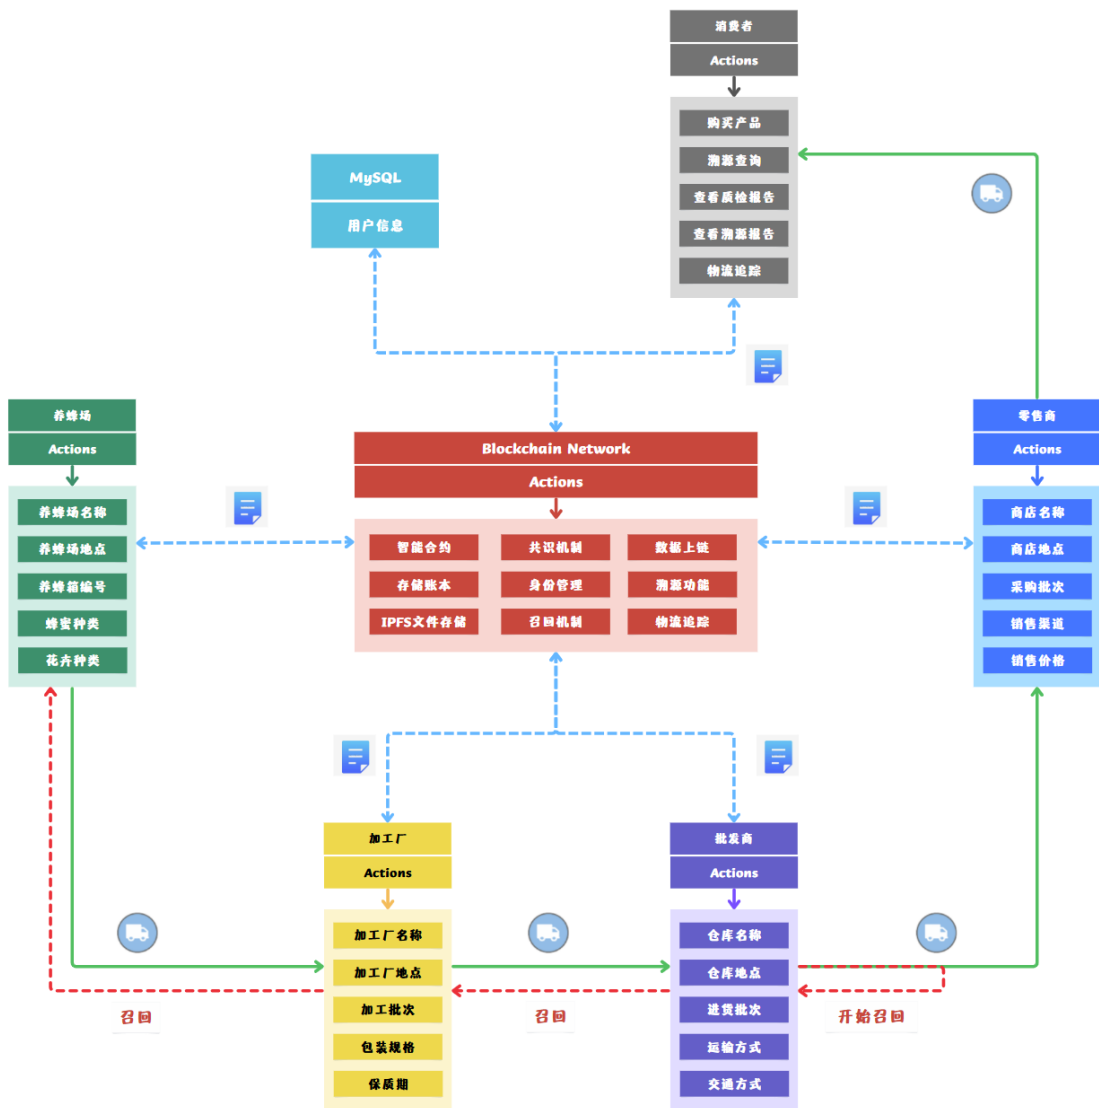 消费者
Actions
购买产品
溯源查询
查看质检报告
查看溯源报告
物流追踪
MySQL
用户信息
养蜂场
Actions
养蜂场名称
养蜂场地点
养蜂箱编号
蜂蜜种类
花卉种类
Blockchain Network
Actions
智能合约
共识机制
数据上链
存储账本
身份管理
溯源功能
IPFS文件存储
召回机制
物流追踪
零售商
Actions
商店名称
商店地点
采购批次
销售渠道
销售价格
加工厂
Actions
加工厂名称
加工厂地点
加工批次
包装规格
保质期
批发商
Actions
仓库名称
仓库地点
进货批次
运输方式
交通方式
召回
召回
开始召回